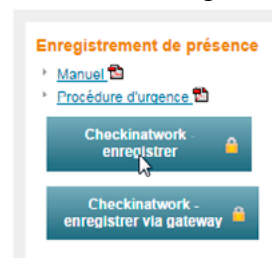 Enregistrement de présence
Manuel
Procédure d'urgence
Checkinatwork -
enregistrer
Checkinatwork -
enregistrer via gateway